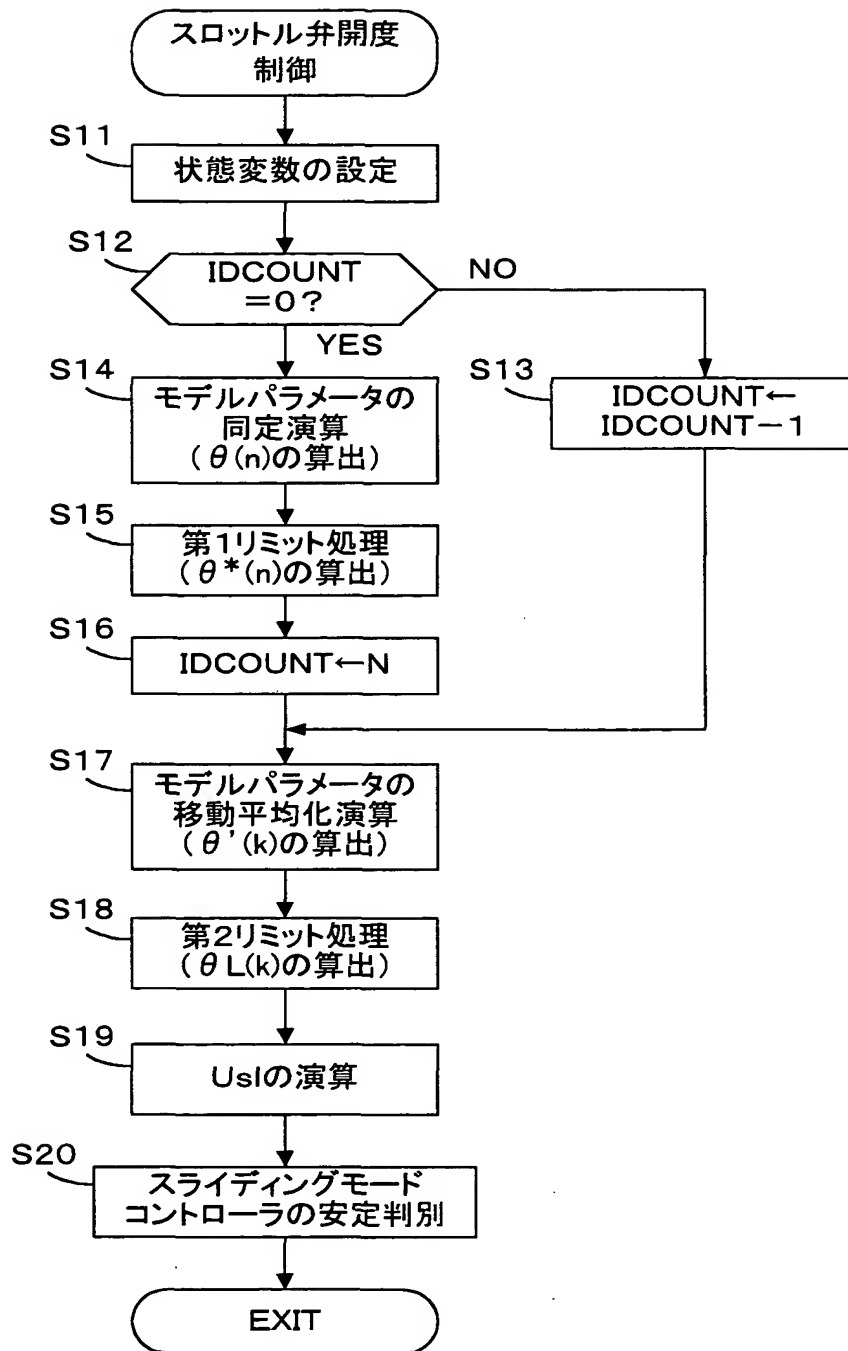 スロットル弁開度
制御
S11
状態変数の設定
S12
IDCOUNT
=0?
NO
YES
S14
モデルパラメータの
同定演算
(θ(n)の算出)
S13
IDCOUNT←
IDCOUNT-1
S15
第1リミット処理
(θ*(n)の算出)
S16
IDCOUNT←N
S17
モデルパラメータの
移動平均化演算
(θ'(k)の算出)
S18
第2リミット処理
(θL(k)の算出)
S19
Uslの演算
S20
スライディングモード
コントローラの安定判別
EXIT